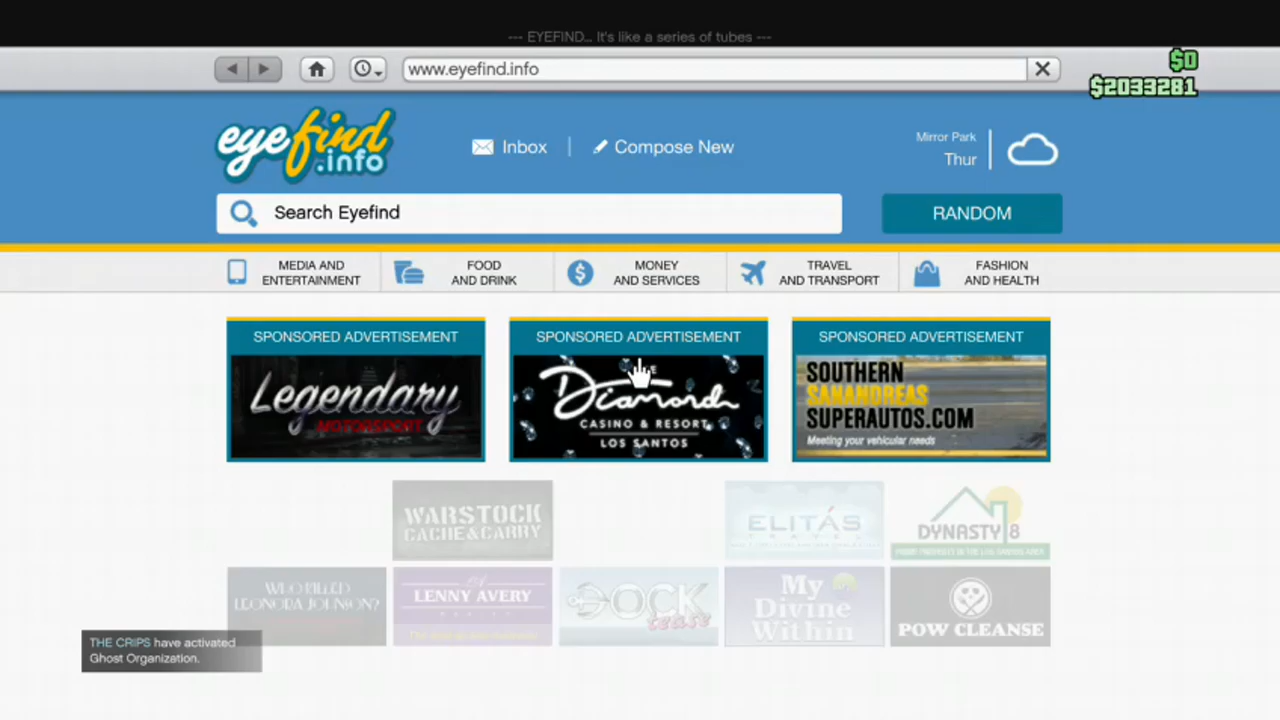 --- EYEFIND... It's like a series of tubes ---
www.eyefind.info
$0
$2033281
eyefind
.info
Inbox
Compose New
Mirror Park
Thur
Search Eyefind
RANDOM
MEDIA AND
ENTERTAINMENT
FOOD
AND DRINK
MONEY
AND SERVICES
TRAVEL
AND TRANSPORT
FASHION
AND HEALTH
SPONSORED ADVERTISEMENT
Legendary
MOTORSPORT
SPONSORED ADVERTISEMENT
Diamond
CASINO & RESORT
LOS SANTOS
SPONSORED ADVERTISEMENT
SOUTHERN
SANANDREAS
SUPERAUTOS.COM
Meeting your vehicular needs
WARSTOCK
CACHE&CARRY
ELITÁS
TRAVEL
DYNASTY 8
WHO KILLED
LEONORA JOHNSON?
LENNY AVERY
REALTY
DOCK
tease
My
Divine
Within
POW CLEANSE
THE CRIPS have activated
Ghost Organization.